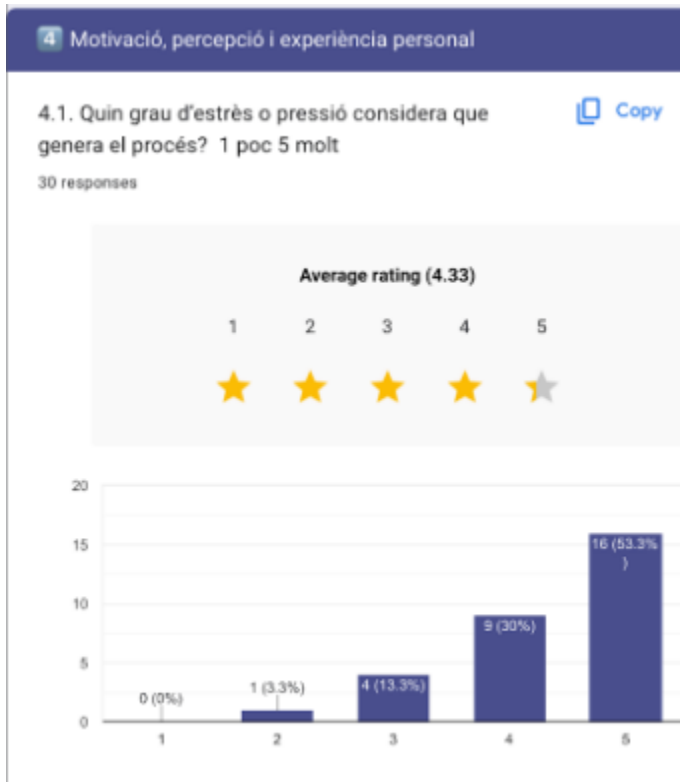 4 Motivació, percepció i experiència personal
4.1. Quin grau d'estrès o pressió considera que
genera el procés? 1 poc 5 molt
Copy
30 responses
Average rating (4.33)
1 2 3 4 5
20
15
10
5
0
0 (0%)
1 (3.3%)
4 (13.3%)
9 (30%)
16 (53.3%
)
1 2 3 4 5